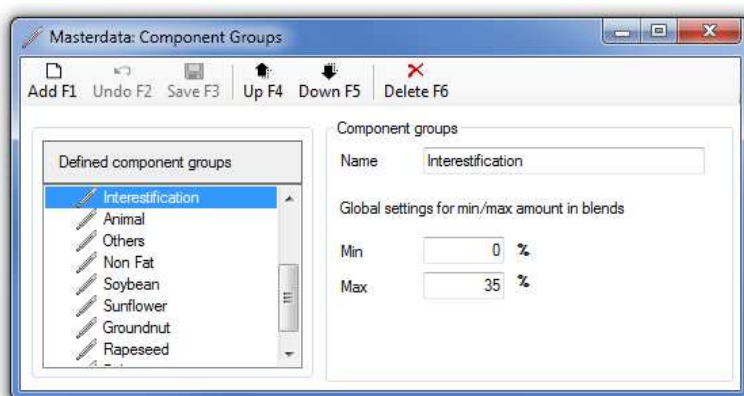 Masterdata: Component Groups
Add F1 Undo F2 Save F3 Up F4 Down F5 Delete F6
Defined component groups
Interestification
Animal
Others
Non Fat
Soybean
Sunflower
Groundnut
Rapeseed
Component groups
Name Interestification
Global settings for min/max amount in blends
Min 0 %
Max 35 %